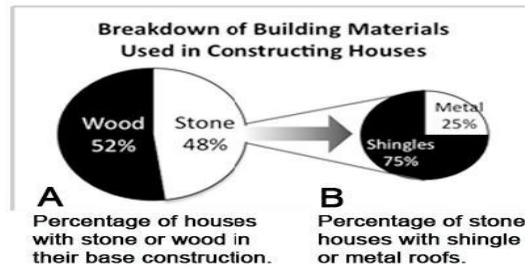 Breakdown of Building Materials
Used in Constructing Houses
Wood
52%
Stone
48%
Metal
25%
Shingles
75%
A
B
Percentage of houses
with stone or wood in
their base construction.
Percentage of stone
houses with shingle
or metal roofs.